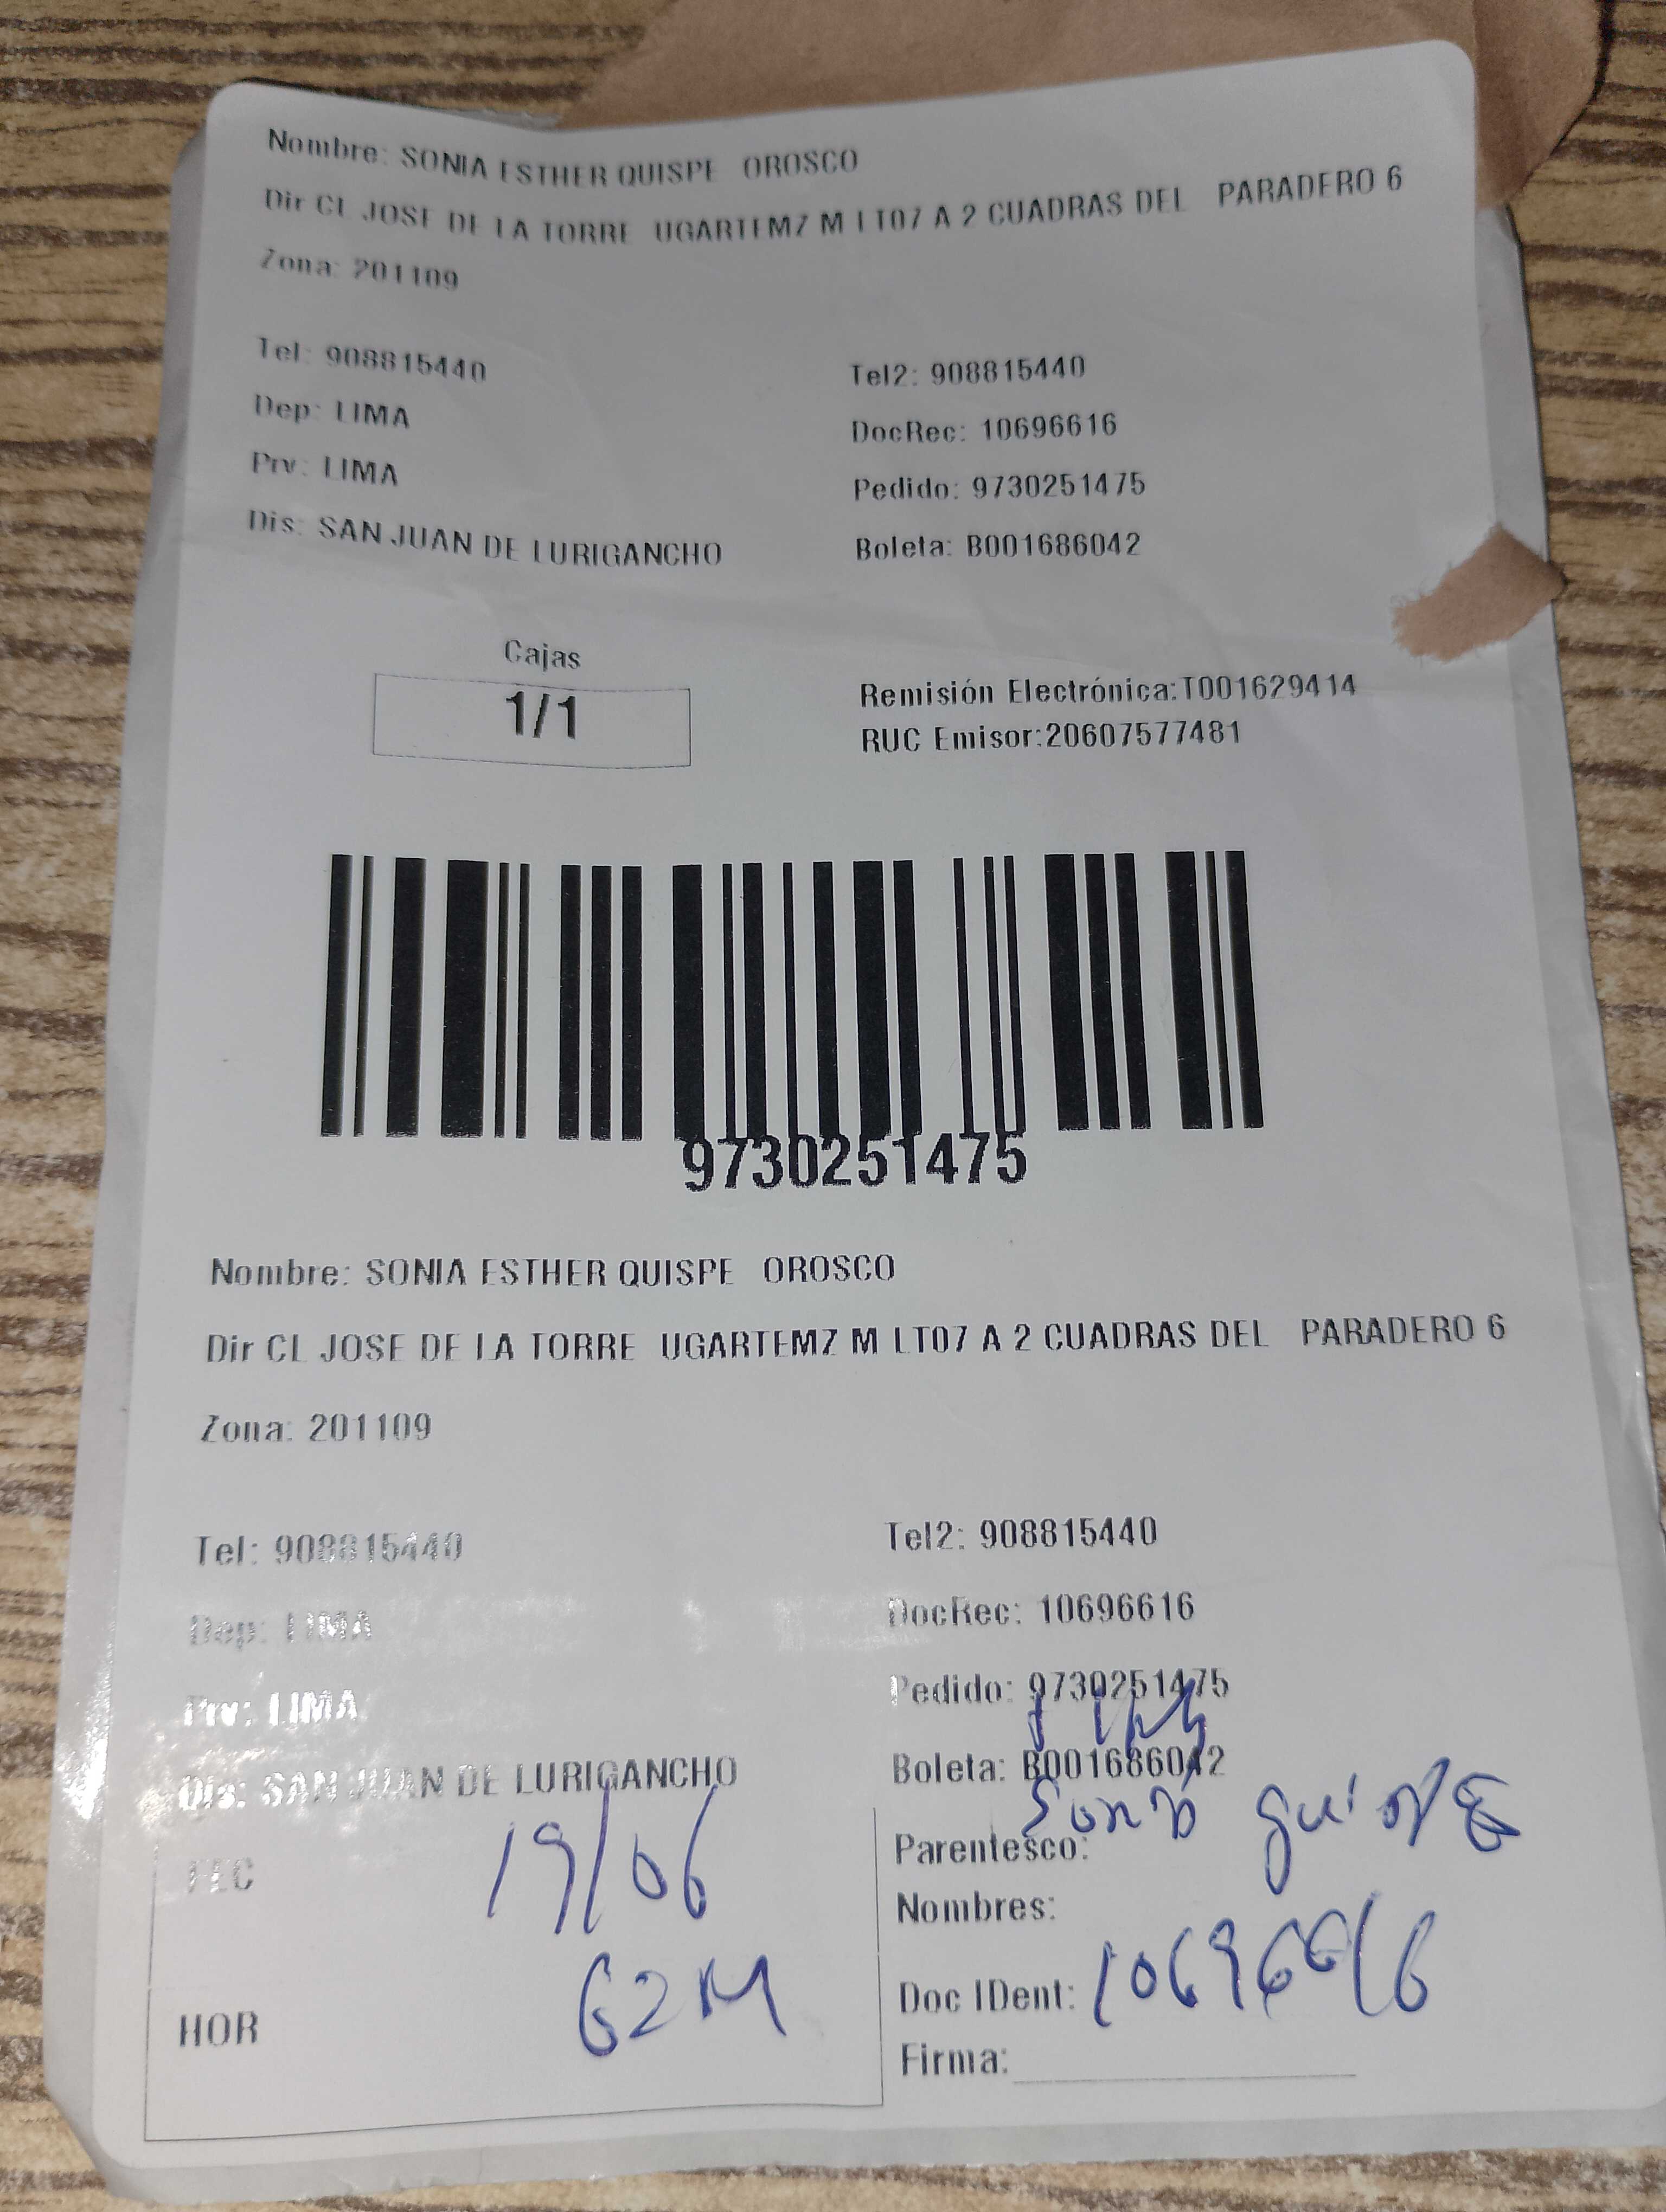 Nombre: SONIA ESTHER QUISPE OROSCO
Dir CL JOSE DE LA TORRE UGARTEMZ M LT07 A 2 CUADRAS DEL PARADERO 6
Zona: 201109
Tel: 908815440 Tel2: 908815440
Dep: LIMA DocRec: 10696616
Prv: LIMA Pedido: 9730251475
Dis: SAN JUAN DE LURIGANCHO Boleta: B001686042
Cajas
1/1
Remisión Electrónica:T001629414
RUC Emisor:20607577481
9730251475
Nombre: SONIA ESTHER QUISPE OROSCO
Dir CL JOSE DE LA TORRE UGARTEMZ M LT07 A 2 CUADRAS DEL PARADERO 6
Zona: 201109
Tel: 908815440 Tel2: 908815440
Dep: LIMA DocRec: 10696616
Prv: LIMA Pedido: 9730251475
Dis: SAN JUAN DE LURIGANCHO Boleta: B001686042
FEC 19/06
Parentesco:
Nombres:
Doc IDent: 10696616
HOR
Firma: